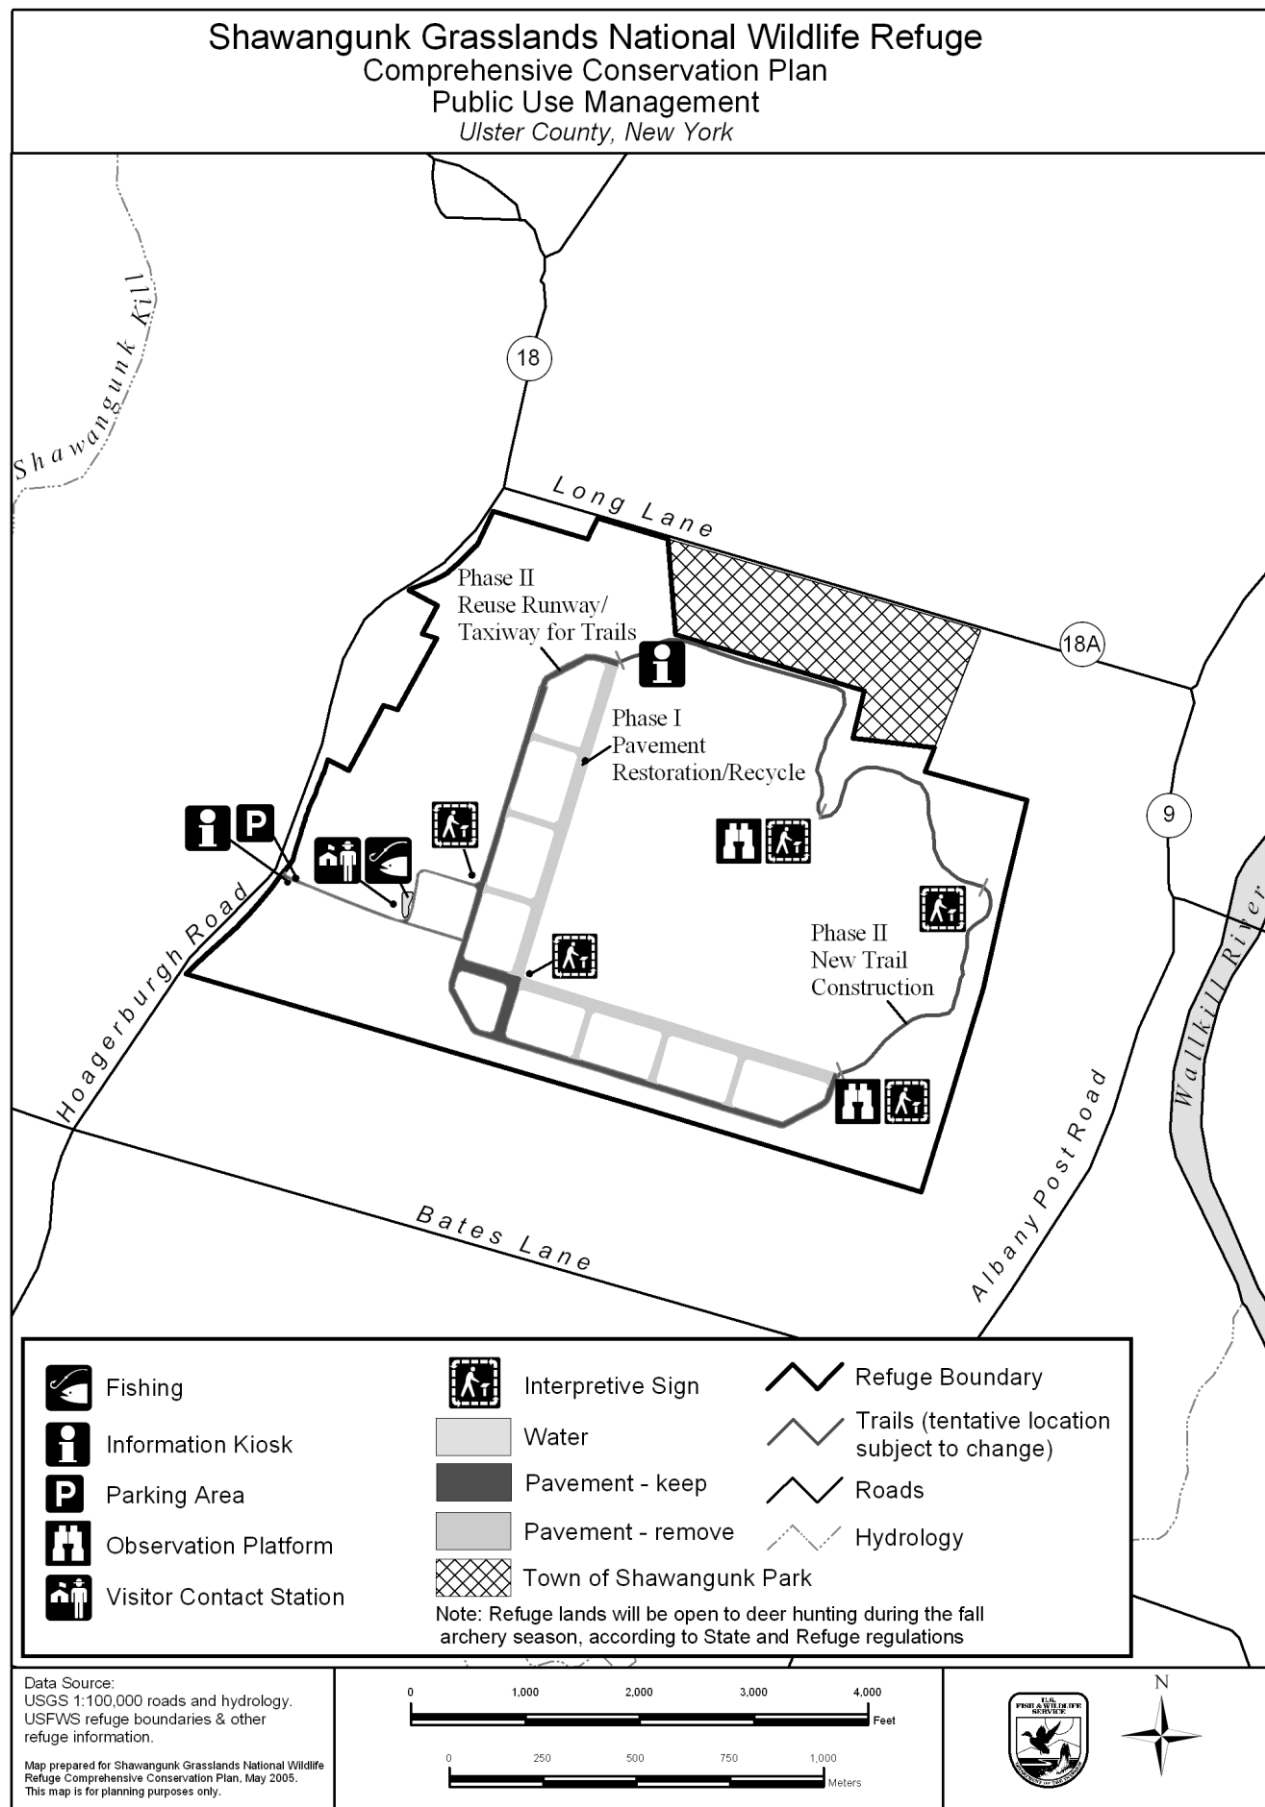 Shawangunk Grasslands National Wildlife Refuge
Comprehensive Conservation Plan
Public Use Management
Ulster County, New York
Shawangunk Kill
18
Long Lane
Phase II
Reuse Runway/
Taxiway for Trails
18A
Phase I
Pavement
Restoration/Recycle
P
9
Hoagerburgh Road
Phase II
New Trail
Construction
Wallkill River
Albany Post Road
Bates Lane
Fishing
Information Kiosk
P Parking Area
Observation Platform
Visitor Contact Station
Interpretive Sign
Water
Pavement - keep
Pavement - remove
Town of Shawangunk Park
Note: Refuge lands will be open to deer hunting during the fall
archery season, according to State and Refuge regulations
Refuge Boundary
Trails (tentative location
subject to change)
Roads
Hydrology
Data Source:
USGS 1:100,000 roads and hydrology.
USFWS refuge boundaries & other
refuge information.
Map prepared for Shawangunk Grasslands National Wildlife
Refuge Comprehensive Conservation Plan, May 2005.
This map is for planning purposes only.
0 1,000 2,000 3,000 4,000
Feet
0 250 500 750 1,000
Meters
U.S.
FISH & WILDLIFE
SERVICE
N